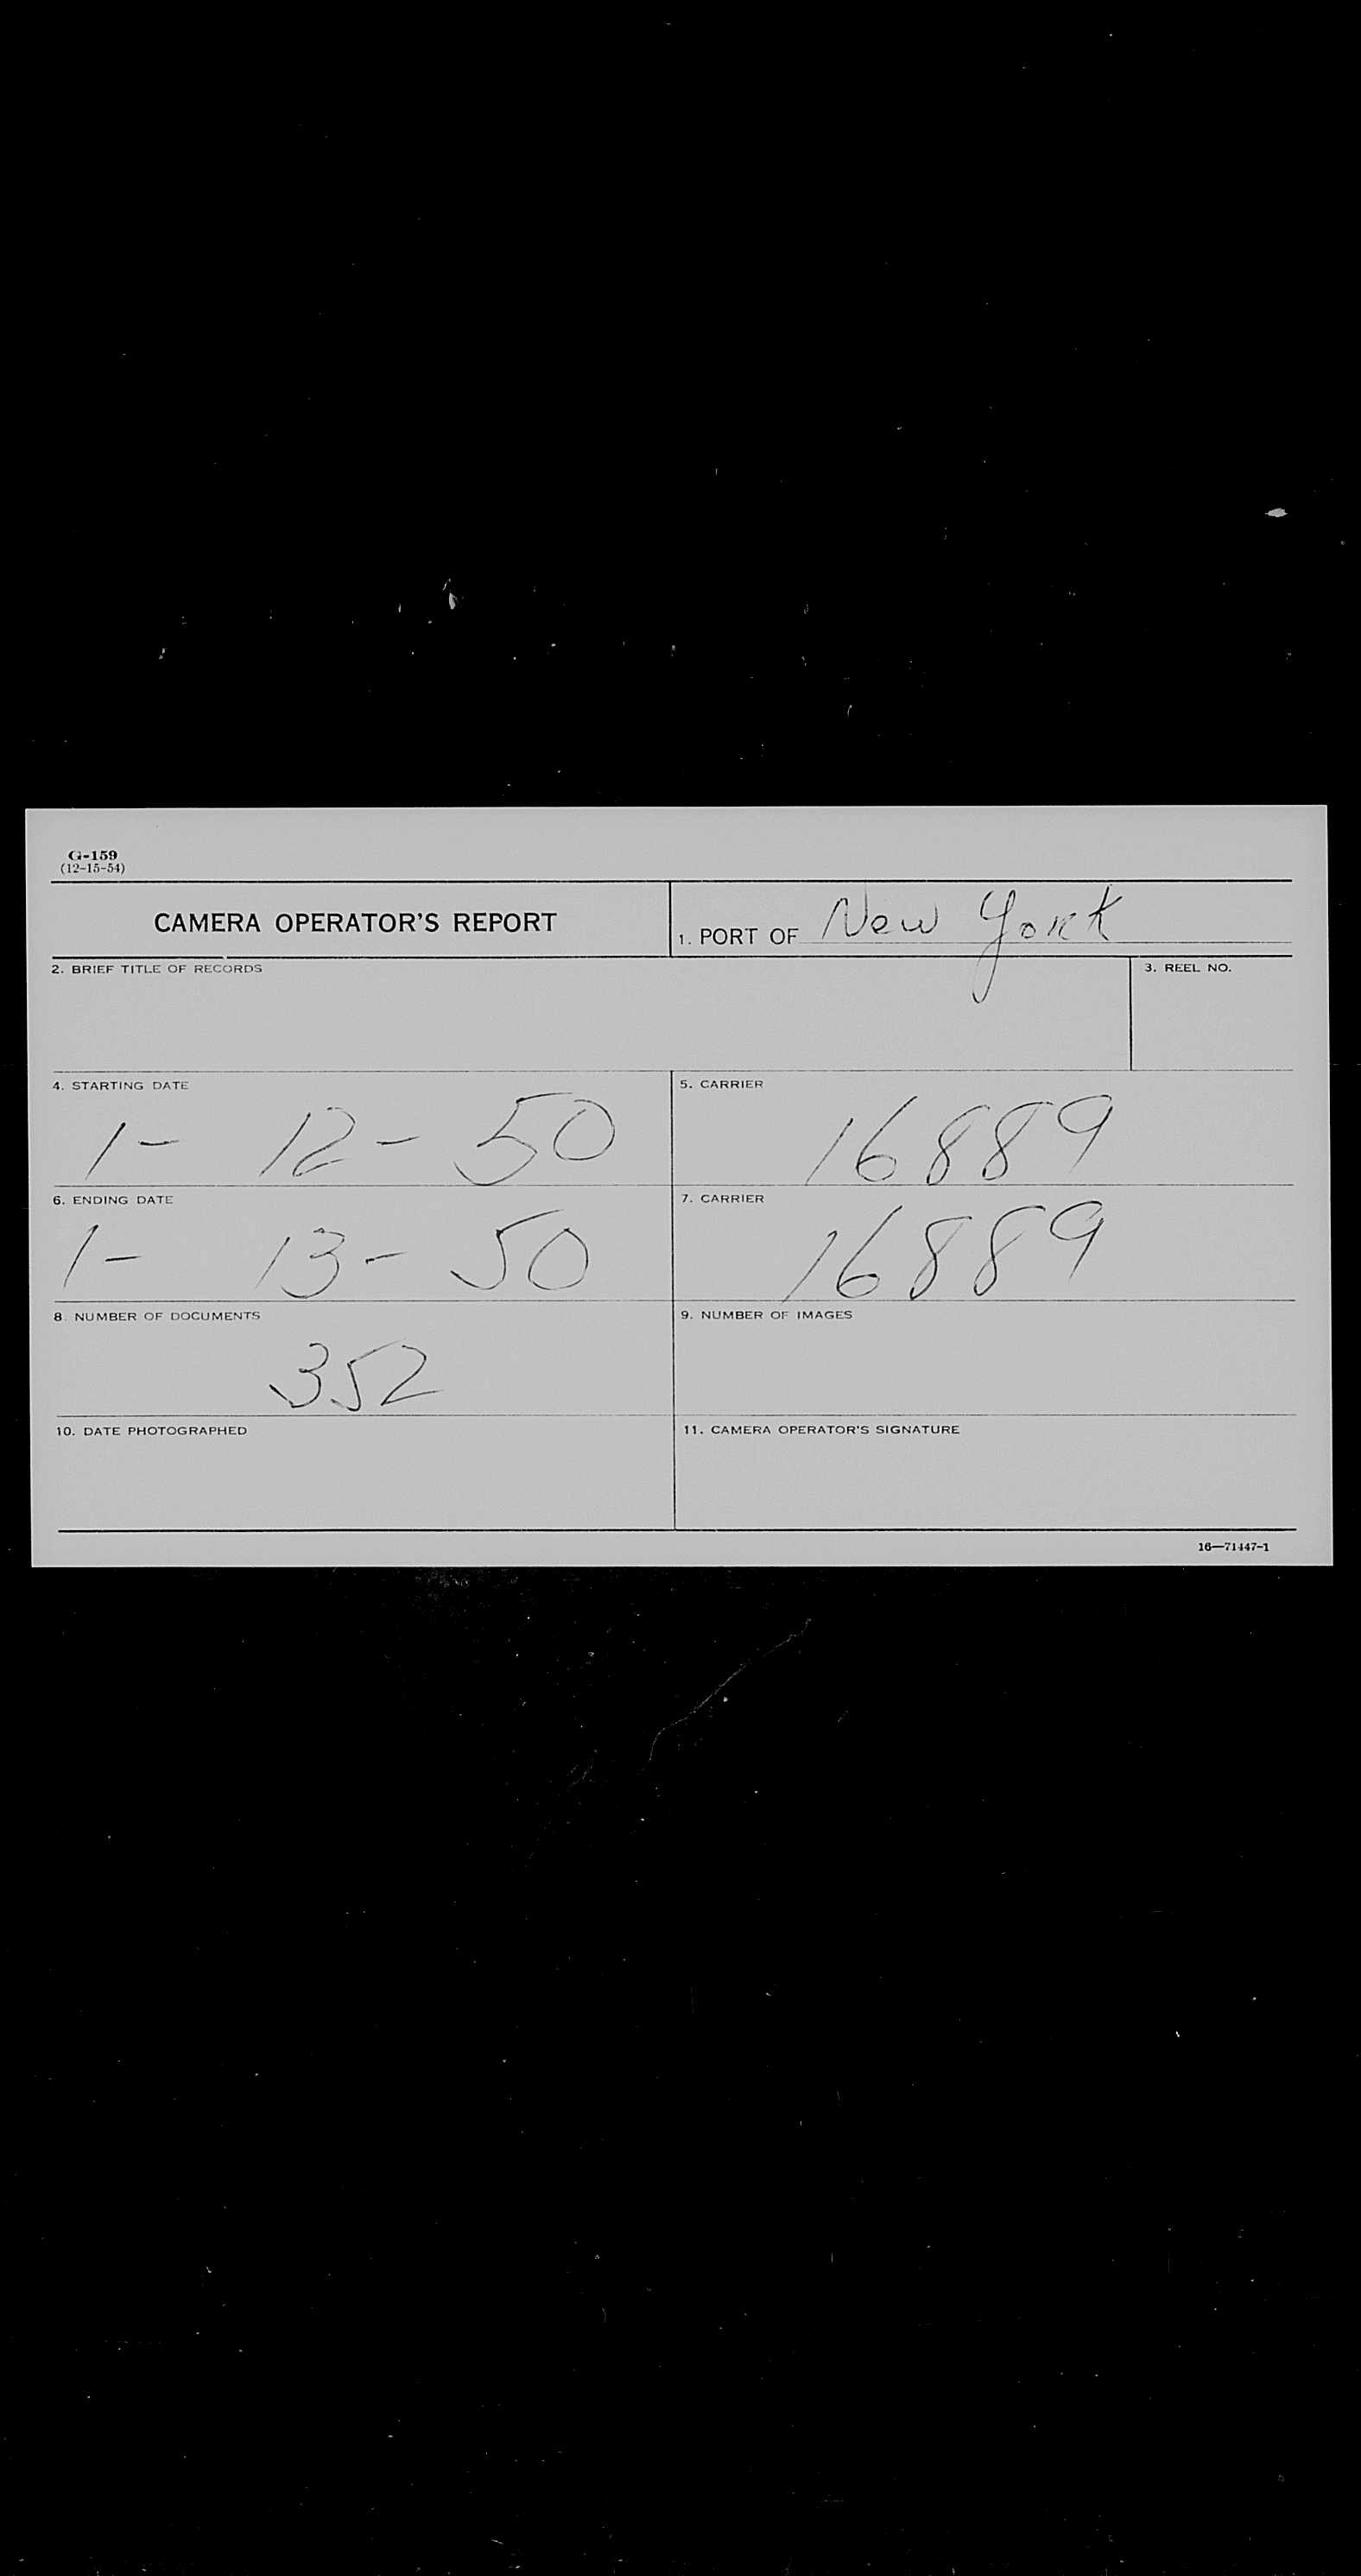 G-159
(12-15-54)
CAMERA OPERATOR'S REPORT
1. PORT OF New York
2. BRIEF TITLE OF RECORDS
3. REEL NO.
4. STARTING DATE
5. CARRIER
1- 12- 50
16889
6. ENDING DATE
7. CARRIER
1- 13- 50
16889
8. NUMBER OF DOCUMENTS
9. NUMBER OF IMAGES
352
10. DATE PHOTOGRAPHED
11. CAMERA OPERATOR'S SIGNATURE
16—71447-1